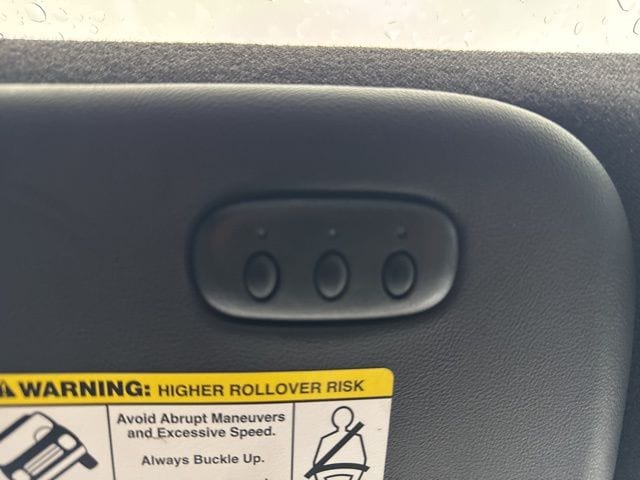 WARNING: HIGHER ROLLOVER RISK
Avoid Abrupt Maneuvers
and Excessive Speed.
Always Buckle Up.